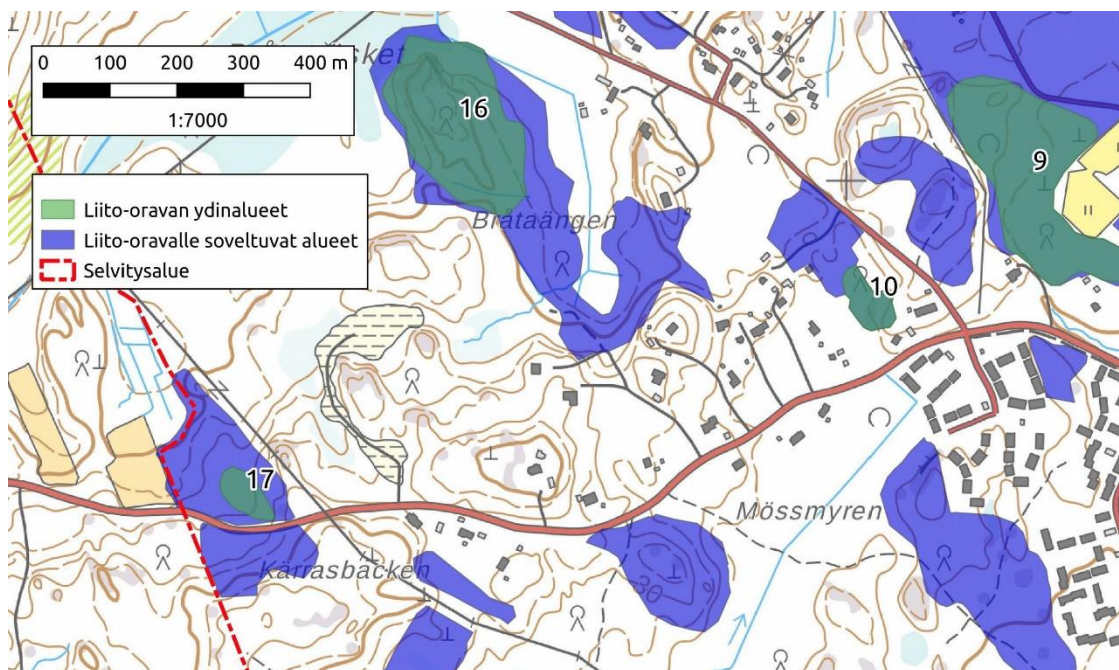 0 100 200 300 400 m
1:7000
Liito-oravan ydinalueet
Liito-oravalle soveltuvat alueet
Selvitysalue
16
9
Brataängen
10
17
Mössmyren
Kärrasbäcken
30